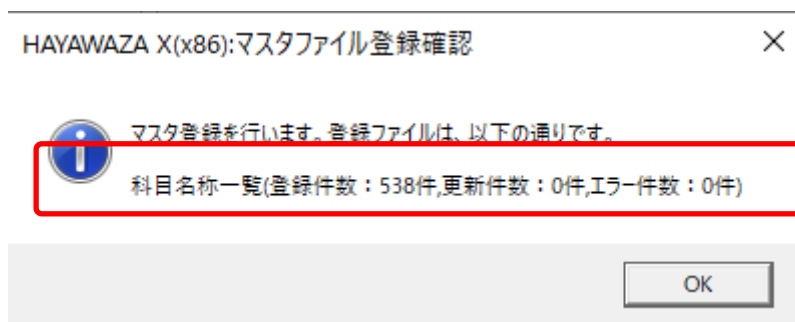 HAYAWAZA X(x86):マスタファイル登録確認
マスタ登録を行います。登録ファイルは、以下の通りです。
科目名称一覧(登録件数：538件,更新件数：0件,エラー件数：0件)
OK